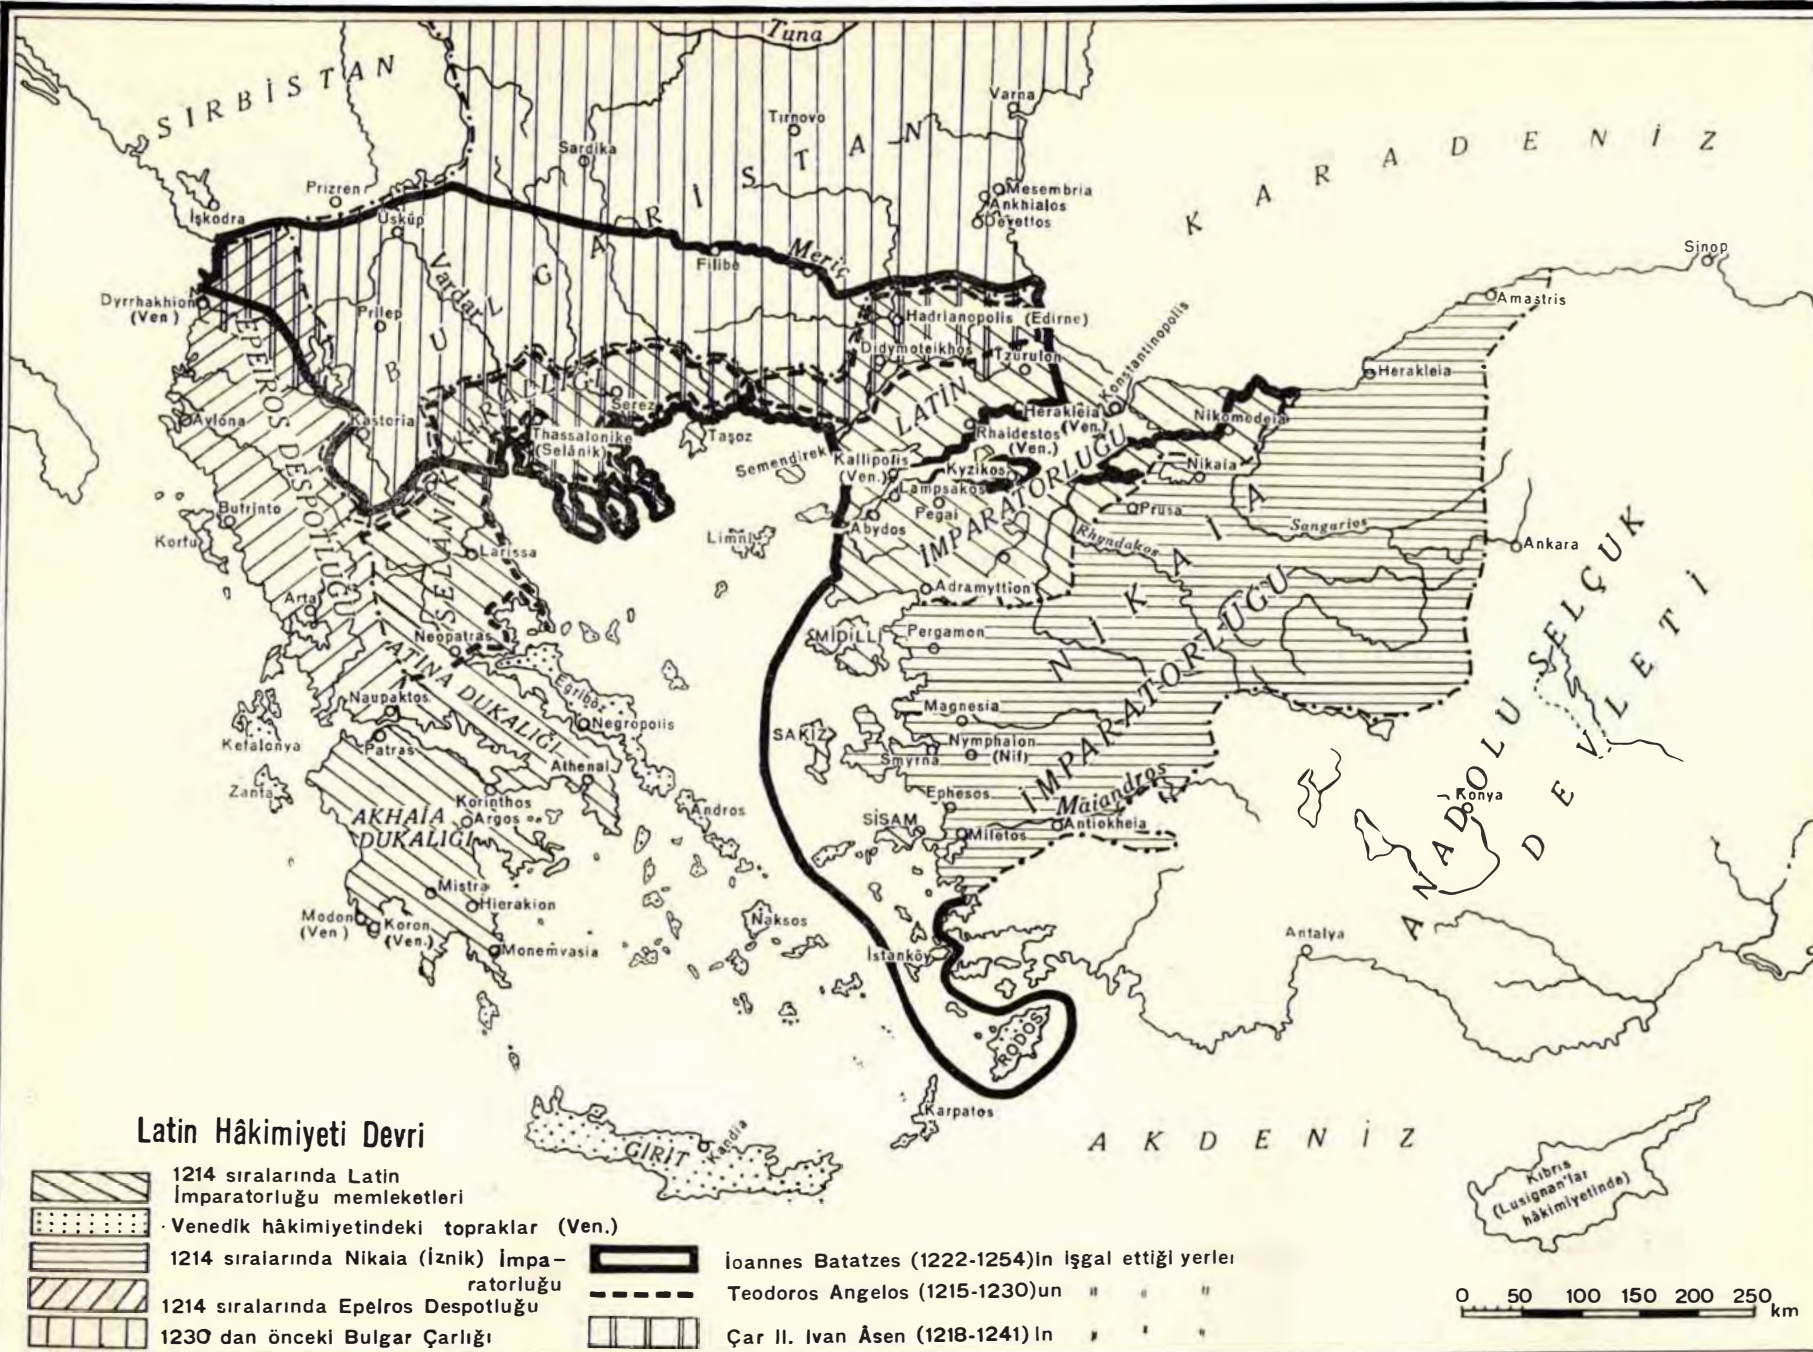 Tuna
SIRBİSTAN
Varna
Tırnovo
Sardika
KARADENİZ
Prizren
İşkodra
Üsküp
Mesembria
Ankhialos
Devettos
BULGARİSTAN
Sinop
Filibe
Meriç
Vardar
Dyrrhakhion
(Ven)
Amastris
Prilep
Hadrianopolis (Edirne)
Didymoteikhos
Tzurulon
Konstantinopolis
Herakleia
EPEIROS DESPOTLUĞU
SELANİK KIRALLIĞI
Serez
LATİN İMPARATORLUĞU
Herakleia
(Ven.)
Nikomedeia
Avlona
Kastoria
Thassalonike
(Selânik)
Taşoz
Rhaidestos
(Ven.)
Semendirek
Kallipolis
(Ven.)
Kyzikos
Nikaia
Lampsakos
Pegai
Prusa
Butrinto
Korfu
Limni
Abydos
Rhyndakos
Sangarios
Ankara
Larissa
Adramyttion
Arta
NİKAİA İMPARATORLUĞU
ANADOLU SELÇUK DEVLETİ
Neopatras
MİDİLLİ
Pergamon
ATİNA DUKALIĞI
Eğriboz
Naupaktos
Negropolis
Magnesia
Kefalonya
Patras
SAKIZ
Nymphaion
(Nif)
Smyrna
Athenai
Zanta
Korinthos
Andros
Ephesos
Maiandros
Konya
AKHAİA
DUKALIĞI
Argos
SİSAM
Miletos
Antiokheia
Mistra
Hierakion
Modon
(Ven)
Koron
(Ven.)
Naksos
Monemvasia
İstanköy
Antalya
RODOS
Karpatos
GİRİT
Kandia
AKDENİZ
Kıbrıs
(Lusignan'lar
hâkimiyetinde)
Latin Hâkimiyeti Devri
1214 sıralarında Latin
İmparatorluğu memleketleri
Venedik hâkimiyetindeki topraklar (Ven.)
1214 sıralarında Nikaia (İznik) İmpa-
ratorluğu
1214 sıralarında Epeiros Despotluğu
1230 dan önceki Bulgar Çarlığı
İoannes Batatzes (1222-1254)in işgal ettiği yerler
Teodoros Angelos (1215-1230)un " " "
Çar II. Ivan Åsen (1218-1241) in " " "
0 50 100 150 200 250 km